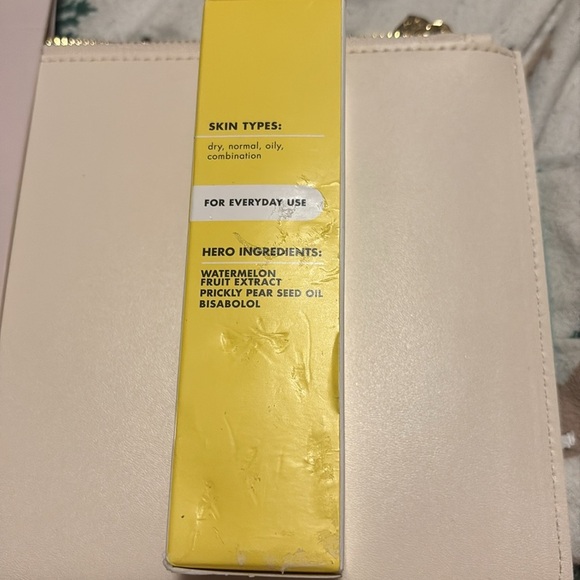 SKIN TYPES:
dry, normal, oily,
combination
FOR EVERYDAY USE
HERO INGREDIENTS:
WATERMELON
FRUIT EXTRACT
PRICKLY PEAR SEED OIL
BISABOLOL